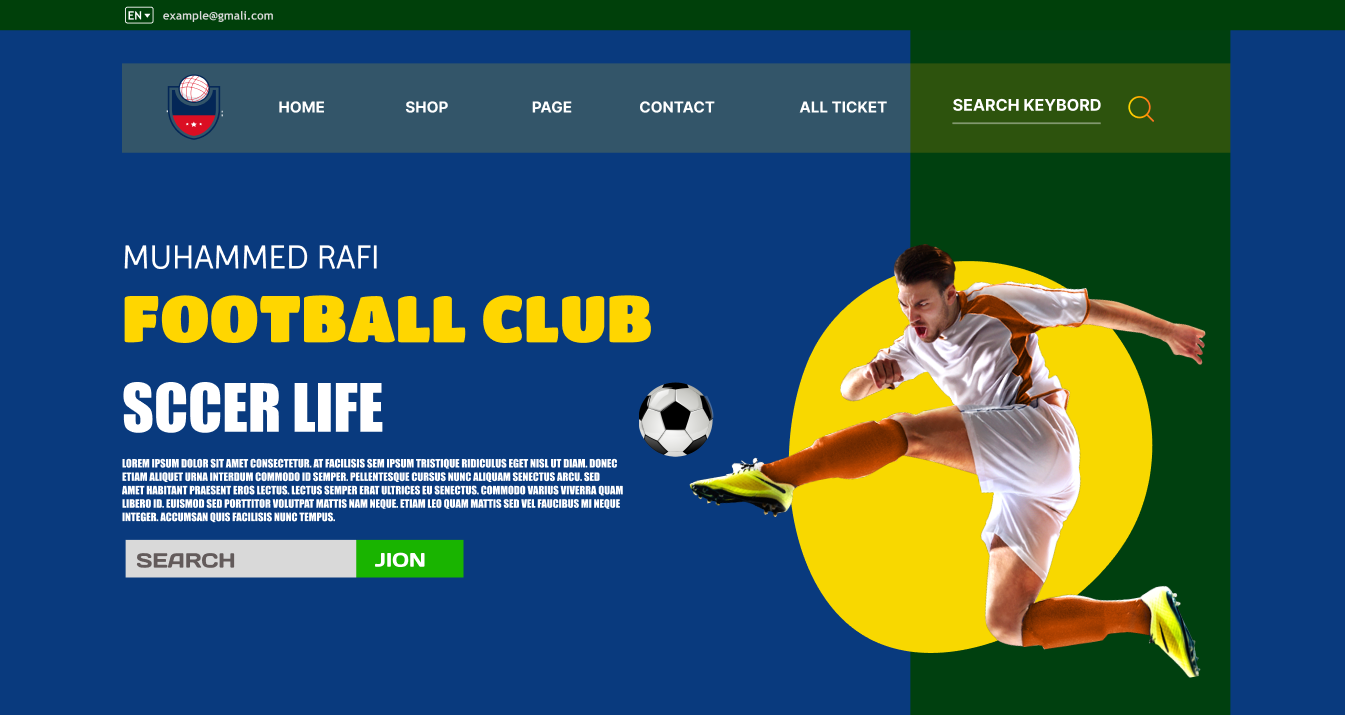 EN
example@gmali.com
HOME
SHOP
PAGE
CONTACT
ALL TICKET
SEARCH KEYBORD
MUHAMMED RAFI
FOOTBALL CLUB
SCCER LIFE
LOREM IPSUM DOLOR SIT AMET CONSECTETUR. AT FACILISIS SEM IPSUM TRISTIQUE RIDICULUS EGET NISL UT DIAM. DONEC
ETIAM ALIQUET URNA INTERDUM COMMODO ID SEMPER. PELLENTESQUE CURSUS NUNC ALIQUAM SENECTUS ARCU. SED
AMET HABITANT PRAESENT EROS LECTUS. LECTUS SEMPER ERAT ULTRICES EU SENECTUS. COMMODO VARIUS VIVERRA QUAM
LIBERO ID. EUISMOD SED PORTTITOR VOLUTPAT MATTIS NAM NEQUE. ETIAM LEO QUAM MATTIS SED VEL FAUCIBUS MI NEQUE
INTEGER. ACCUMSAN QUIS FACILISIS NUNC TEMPUS.
SEARCH
JION